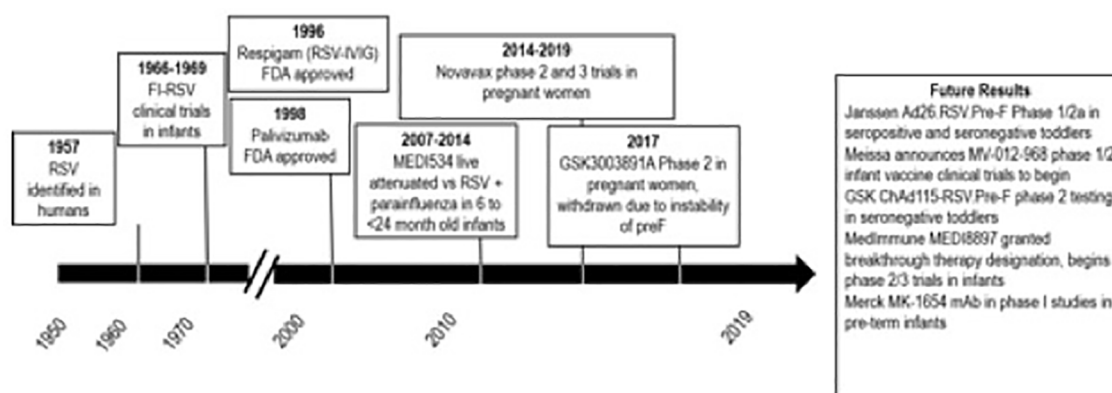 1957
RSV
identified in
humans
1966-1969
FI-RSV
clinical trials
in infants
1996
Respigam (RSV-IVIG)
FDA approved
1998
Palivizumab
FDA approved
2007-2014
MEDI534 live
attenuated vs RSV +
parainfluenza in 6 to
<24 month old infants
2014-2019
Novavax phase 2 and 3 trials in
pregnant women
2017
GSK3003891A Phase 2 in
pregnant women,
withdrawn due to instability
of preF
1950
1960
1970
2000
2010
2019
Future Results
Janssen Ad26.RSV.Pre-F Phase 1/2a in
seropositive and seronegative toddlers
Meissa announces MV-012-968 phase 1/2
infant vaccine clinical trials to begin
GSK ChAd115-RSV.Pre-F phase 2 testing
in seronegative toddlers
MedImmune MEDI8897 granted
breakthrough therapy designation, begins
phase 2/3 trials in infants
Merck MK-1654 mAb in phase I studies in
pre-term infants